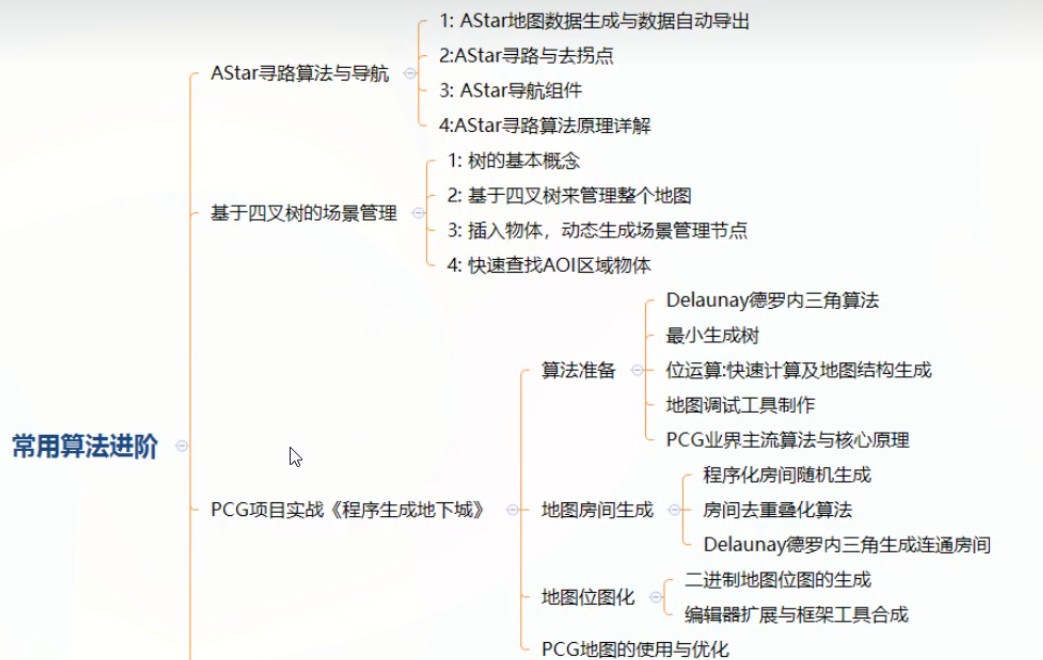 1: AStar地图数据生成与数据自动导出
2:AStar寻路与去拐点
AStar寻路算法与导航
3: AStar导航组件
4:AStar寻路算法原理详解
1: 树的基本概念
2: 基于四叉树来管理整个地图
基于四叉树的场景管理
3: 插入物体，动态生成场景管理节点
4: 快速查找AOI区域物体
Delaunay德罗内三角算法
最小生成树
算法准备
位运算:快速计算及地图结构生成
地图调试工具制作
PCG业界主流算法与核心原理
常用算法进阶
程序化房间随机生成
PCG项目实战《程序生成地下城》
地图房间生成
房间去重叠化算法
Delaunay德罗内三角生成连通房间
二进制地图位图的生成
地图位图化
编辑器扩展与框架工具合成
PCG地图的使用与优化